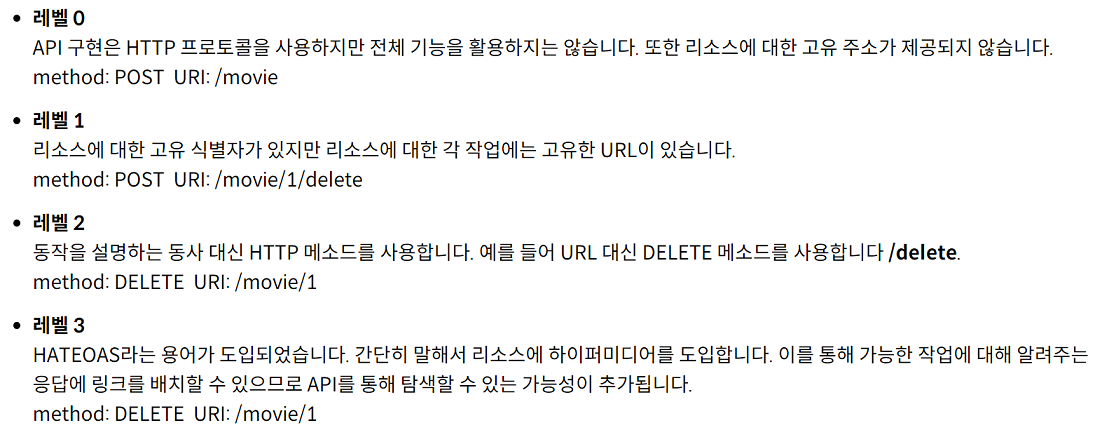 레벨 0
API 구현은 HTTP 프로토콜을 사용하지만 전체 기능을 활용하지는 않습니다. 또한 리소스에 대한 고유 주소가 제공되지 않습니다.
method: POST  URI: /movie
레벨 1
리소스에 대한 고유 식별자가 있지만 리소스에 대한 각 작업에는 고유한 URL이 있습니다.
method: POST  URI: /movie/1/delete
레벨 2
동작을 설명하는 동사 대신 HTTP 메소드를 사용합니다. 예를 들어 URL 대신 DELETE 메소드를 사용합니다 /delete.
method: DELETE  URI: /movie/1
레벨 3
HATEOAS라는 용어가 도입되었습니다. 간단히 말해서 리소스에 하이퍼미디어를 도입합니다. 이를 통해 가능한 작업에 대해 알려주는
응답에 링크를 배치할 수 있으므로 API를 통해 탐색할 수 있는 가능성이 추가됩니다.
method: DELETE  URI: /movie/1